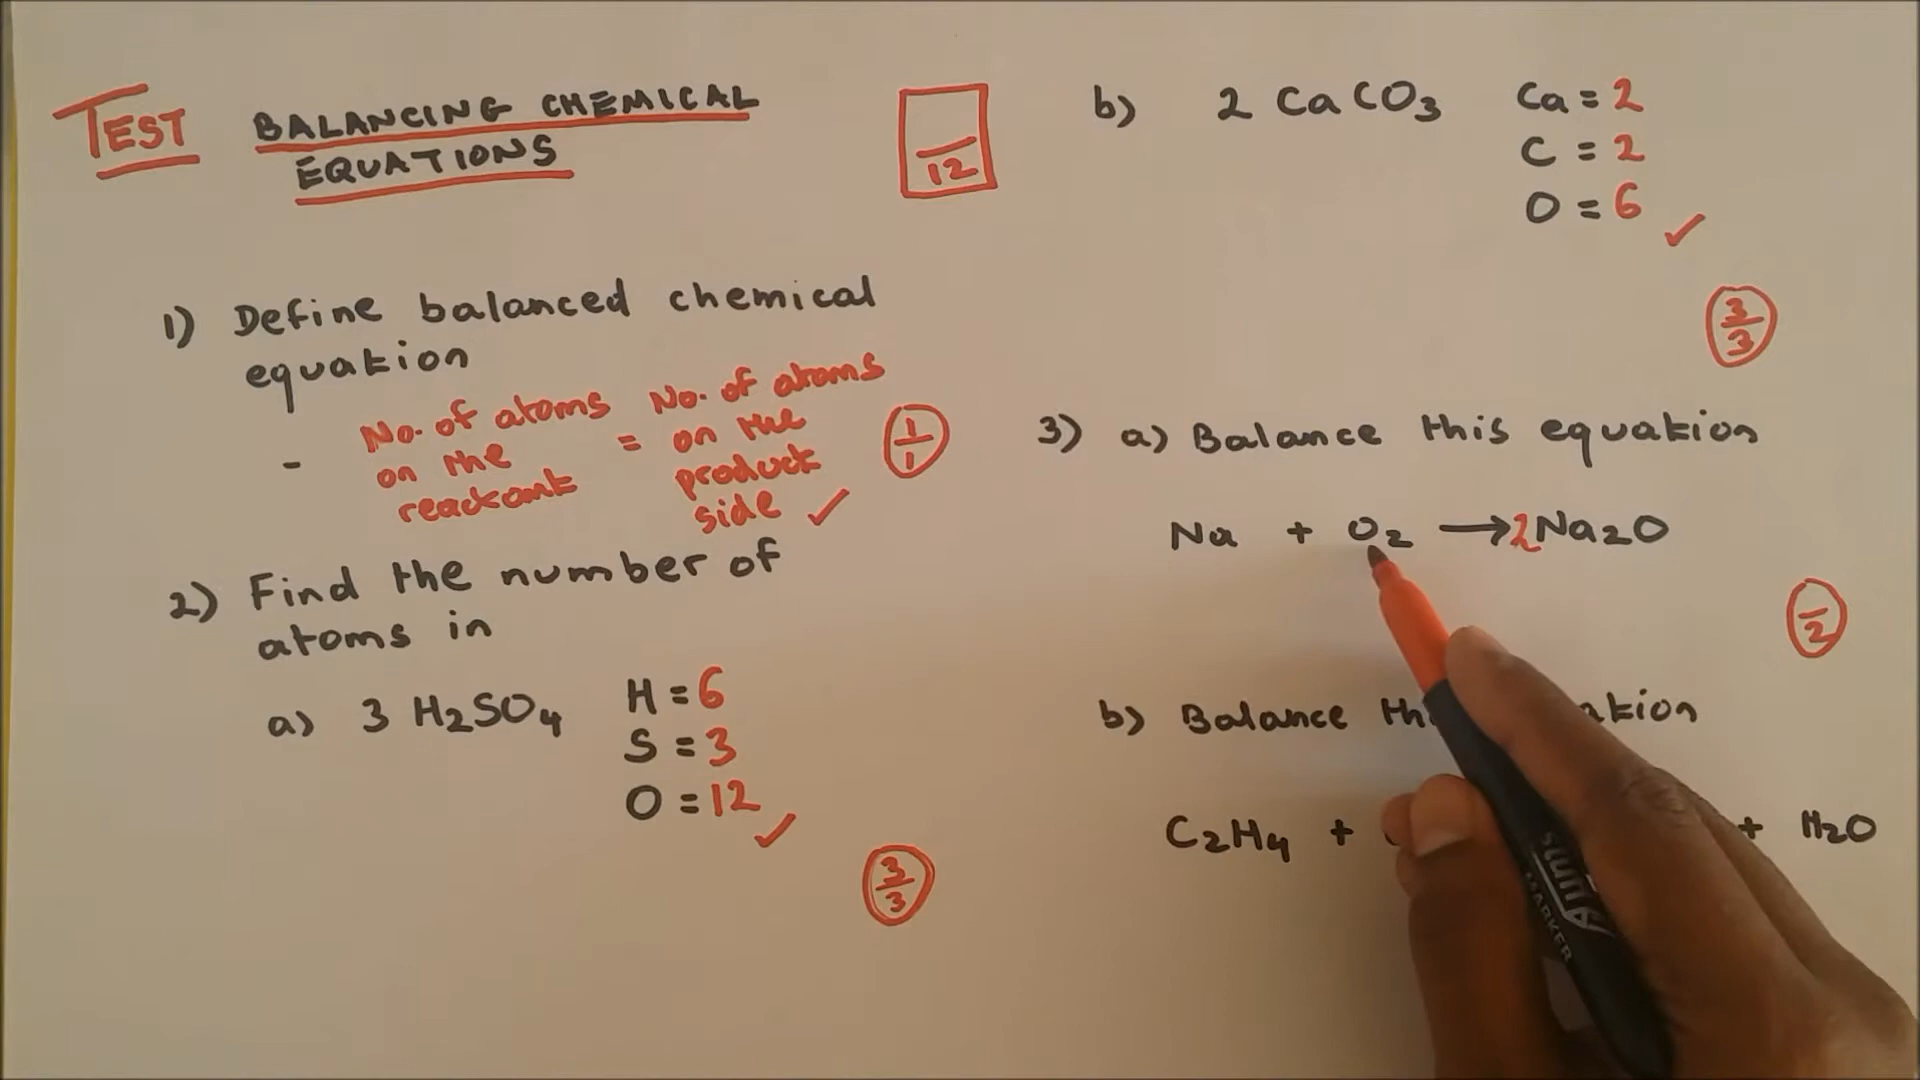 TEST BALANCING CHEMICAL
EQUATIONS
12
1) Define balanced chemical
equation
- No. of atoms = No. of atoms
on the on the
reactant product
side ✓
1/1
2) Find the number of
atoms in
a) 3 H₂SO₄ H = 6
S = 3
O = 12 ✓
3/3
b) 2 CaCO₃ Ca = 2
C = 2
O = 6 ✓
3/3
3) a) Balance this equation
Na + O₂ → 2Na₂O
2
b) Balance
C₂H₄ + + H₂O
MARKER